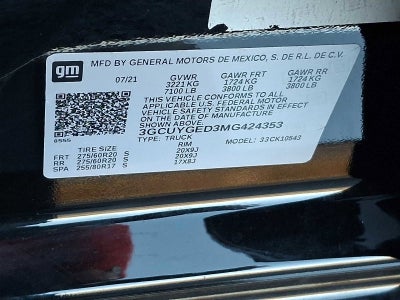 gm
MFD BY GENERAL MOTORS DE MEXICO, S. DE R.L. DE C.V.
07/21 GVWR GAWR FRT GAWR RR
3221 KG 1724 KG 1724 KG
7100 LB 3800 LB 3800 LB
THIS VEHICLE CONFORMS TO ALL
APPLICABLE U.S. FEDERAL MOTOR
VEHICLE SAFETY STANDARDS IN EFFECT
ON THE DATE OF MANUFACTURE
SHOWN ABOVE.
3GCUYGED3MG424353
TYPE: TRUCK MODEL: 33CK10543
TIRE SIZE RIM
FRT 275/60R20 S 20X9J
RR 275/60R20 S 20X9J
SPA 255/80R17 S 17X8J